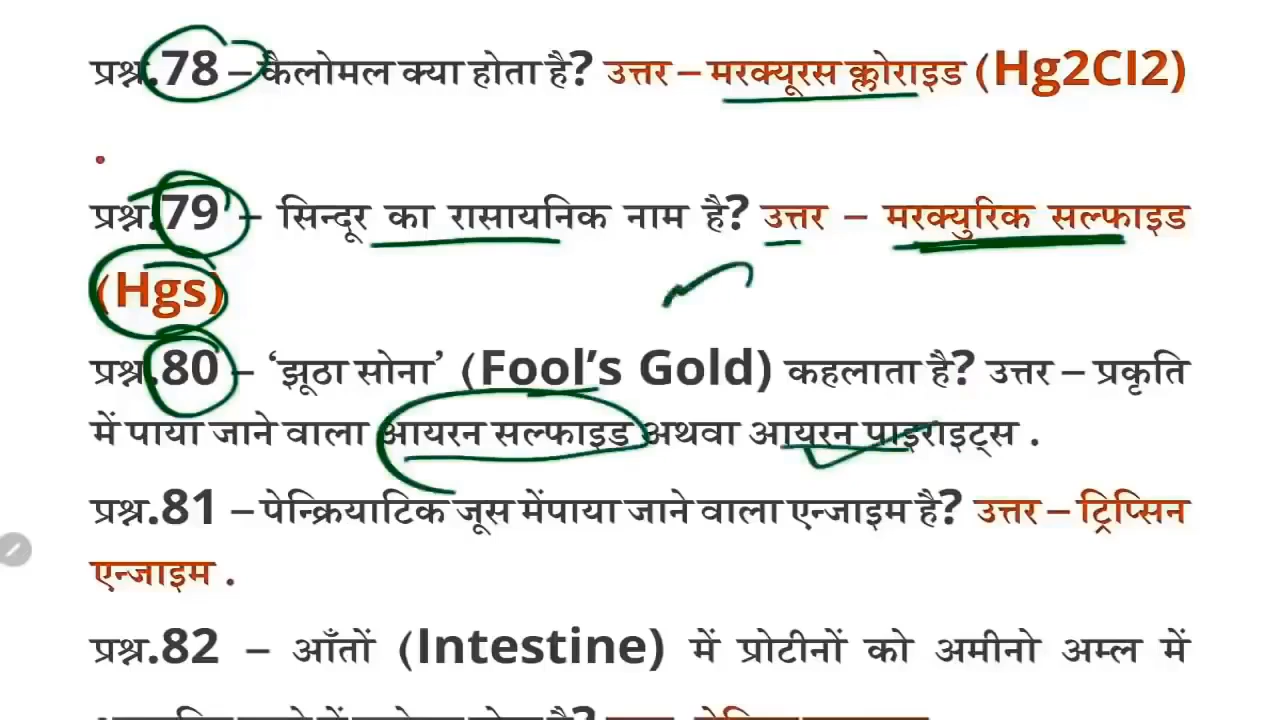 प्रश्न.78 – कैलोमल क्या होता है? उत्तर – मरक्यूरस क्लोराइड (Hg2Cl2)
.
प्रश्न.79 – सिन्दूर का रासायनिक नाम है? उत्तर – मरक्युरिक सल्फाइड
(Hgs)
प्रश्न.80 – ‘झूठा सोना’ (Fool’s Gold) कहलाता है? उत्तर – प्रकृति
में पाया जाने वाला आयरन सल्फाइड अथवा आयरन पाइराइट्स .
प्रश्न.81 – पेन्क्रियाटिक जूस मेंपाया जाने वाला एन्जाइम है? उत्तर – ट्रिप्सिन
एन्जाइम .
प्रश्न.82 – आँतों (Intestine) में प्रोटीनों को अमीनो अम्ल में